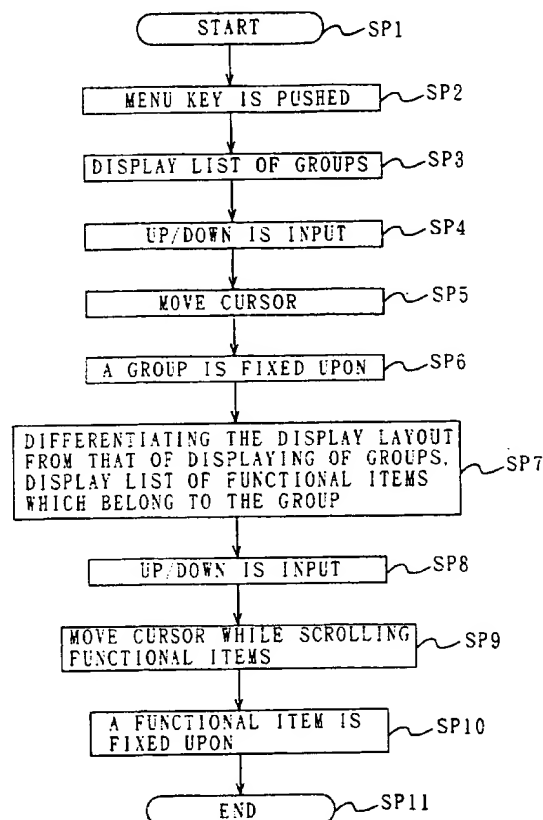 START
SP1
MENU KEY IS PUSHED
SP2
DISPLAY LIST OF GROUPS
SP3
UP/DOWN IS INPUT
SP4
MOVE CURSOR
SP5
A GROUP IS FIXED UPON
SP6
DIFFERENTIATING THE DISPLAY LAYOUT
FROM THAT OF DISPLAYING OF GROUPS.
DISPLAY LIST OF FUNCTIONAL ITEMS
WHICH BELONG TO THE GROUP
SP7
UP/DOWN IS INPUT
SP8
MOVE CURSOR WHILE SCROLLING
FUNCTIONAL ITEMS
SP9
A FUNCTIONAL ITEM IS
FIXED UPON
SP10
END
SP11